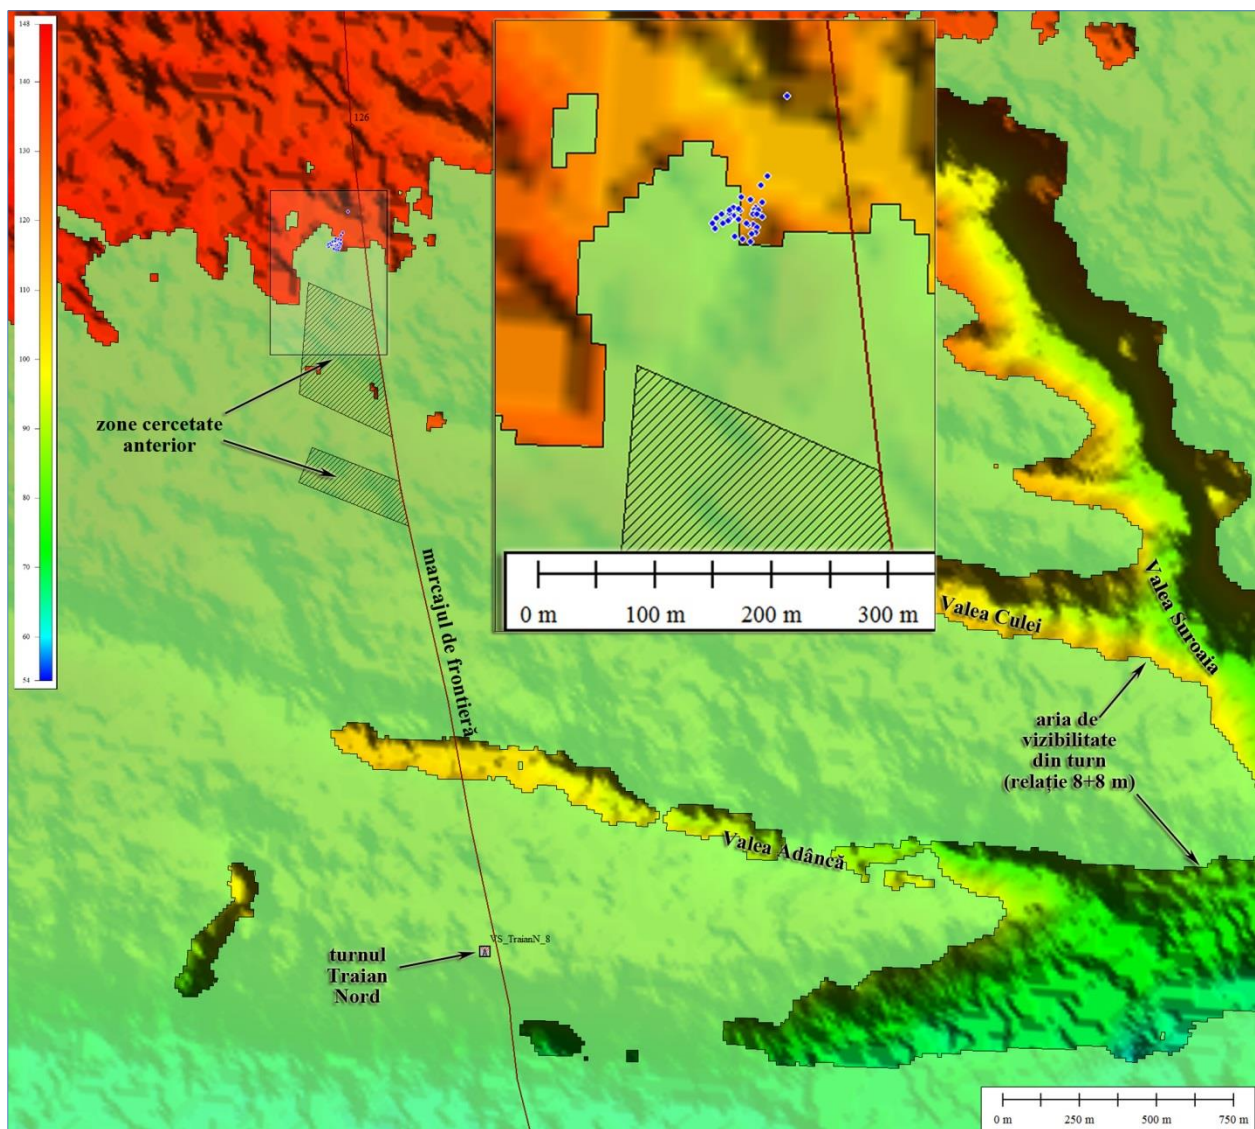 148
140
130
120
110
100
90
80
70
60
54
126
zone cercetate
anterior
marcajul de frontieră
0 m
100 m
200 m
300 m
Valea Culei
Valea Suroaia
aria de
vizibilitate
din turn
(relație 8+8 m)
Valea Adâncă
VS_TraianN_8
turnul
Traian
Nord
0 m
250 m
500 m
750 m